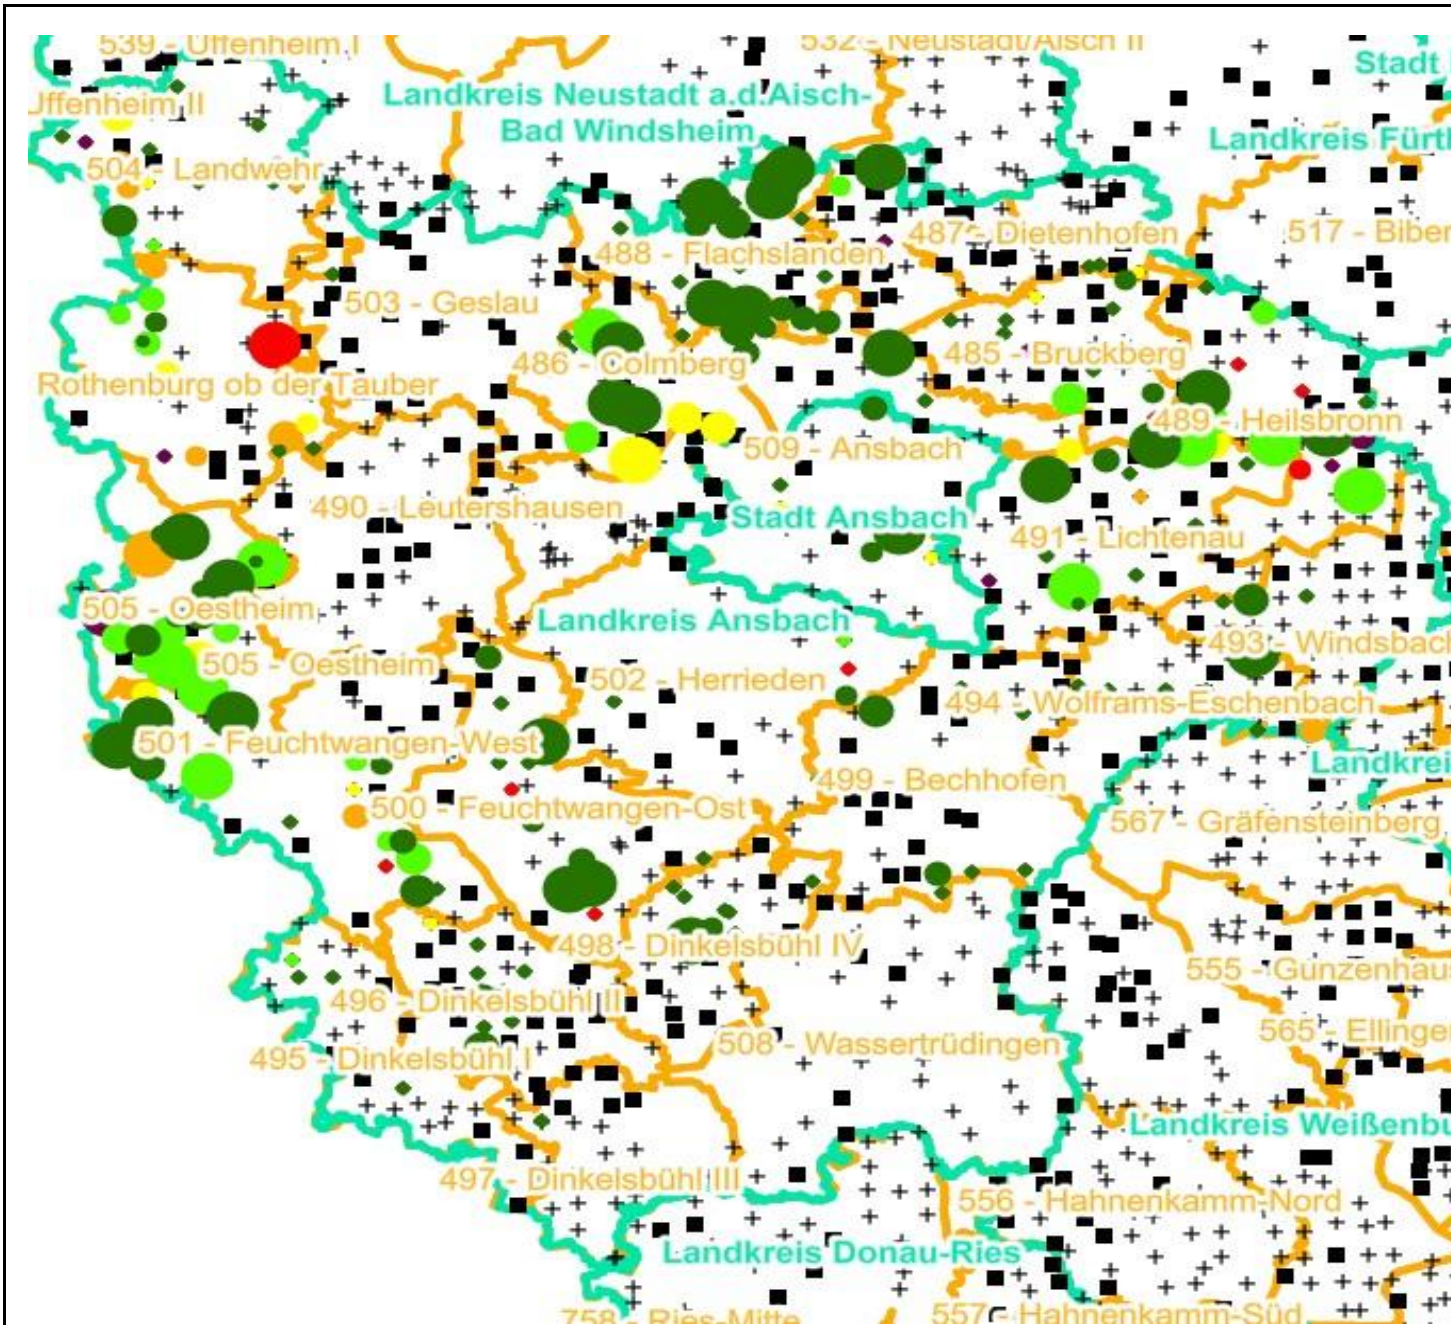 539 - Uffenheim I
532 - Neustadt/Aisch II
Stadt
Uffenheim II
Landkreis Neustadt a.d.Aisch-
Bad Windsheim
Landkreis Fürth
504 - Landwehr
487 - Dietenhofen
517 - Biber
488 - Flachslanden
503 - Geslau
485 - Bruckberg
486 - Colmberg
Rothenburg ob der Tauber
489 - Heilsbronn
509 - Ansbach
490 - Leutershausen
Stadt Ansbach
491 - Lichtenau
505 - Oestheim
Landkreis Ansbach
493 - Windsbach
505 - Oestheim
502 - Herrieden
494 - Wolframs-Eschenbach
501 - Feuchtwangen-West
Landkrei
499 - Bechhofen
500 - Feuchtwangen-Ost
567 - Gräfensteinberg
498 - Dinkelsbühl IV
555 - Gunzenhau
496 - Dinkelsbühl II
565 - Ellinge
508 - Wassertrüdingen
495 - Dinkelsbühl I
Landkreis Weißenbu
497 - Dinkelsbühl III
556 - Hahnenkamm-Nord
Landkreis Donau-Ries
758 - Ries-Mitte
557 - Hahnenkamm-Süd